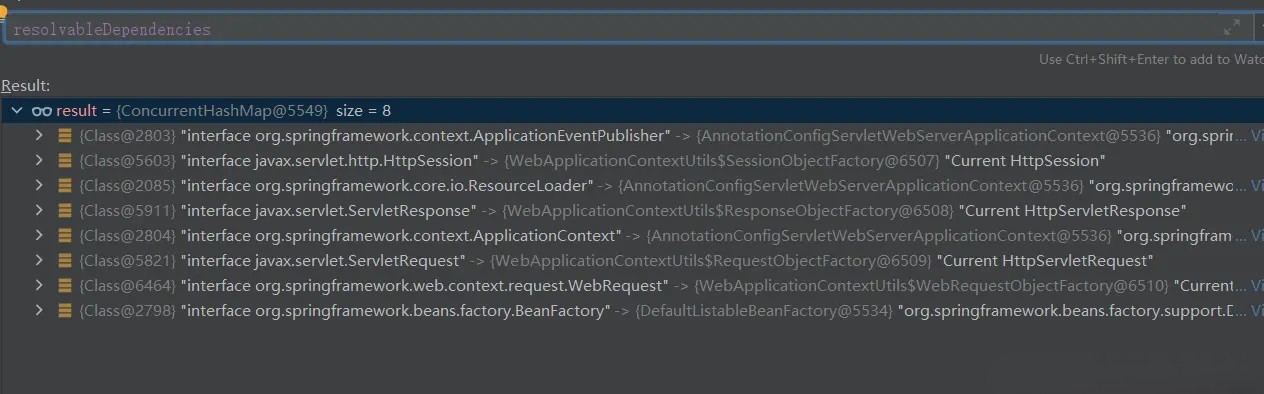 resolvableDependencies
Use Ctrl+Shift+Enter to add to Watc
Result:
result = {ConcurrentHashMap@5549} size = 8
{Class@2803} "interface org.springframework.context.ApplicationEventPublisher" -> {AnnotationConfigServletWebServerApplicationContext@5536} "org.sprin... Vi
{Class@5603} "interface javax.servlet.http.HttpSession" -> {WebApplicationContextUtils$SessionObjectFactory@6507} "Current HttpSession"
{Class@2085} "interface org.springframework.core.io.ResourceLoader" -> {AnnotationConfigServletWebServerApplicationContext@5536} "org.springframewo... Vi
{Class@5911} "interface javax.servlet.ServletResponse" -> {WebApplicationContextUtils$ResponseObjectFactory@6508} "Current HttpServletResponse"
{Class@2804} "interface org.springframework.context.ApplicationContext" -> {AnnotationConfigServletWebServerApplicationContext@5536} "org.springfram... Vi
{Class@5821} "interface javax.servlet.ServletRequest" -> {WebApplicationContextUtils$RequestObjectFactory@6509} "Current HttpServletRequest"
{Class@6464} "interface org.springframework.web.context.request.WebRequest" -> {WebApplicationContextUtils$WebRequestObjectFactory@6510} "Current... Vi
{Class@2798} "interface org.springframework.beans.factory.BeanFactory" -> {DefaultListableBeanFactory@5534} "org.springframework.beans.factory.support.D... Vi